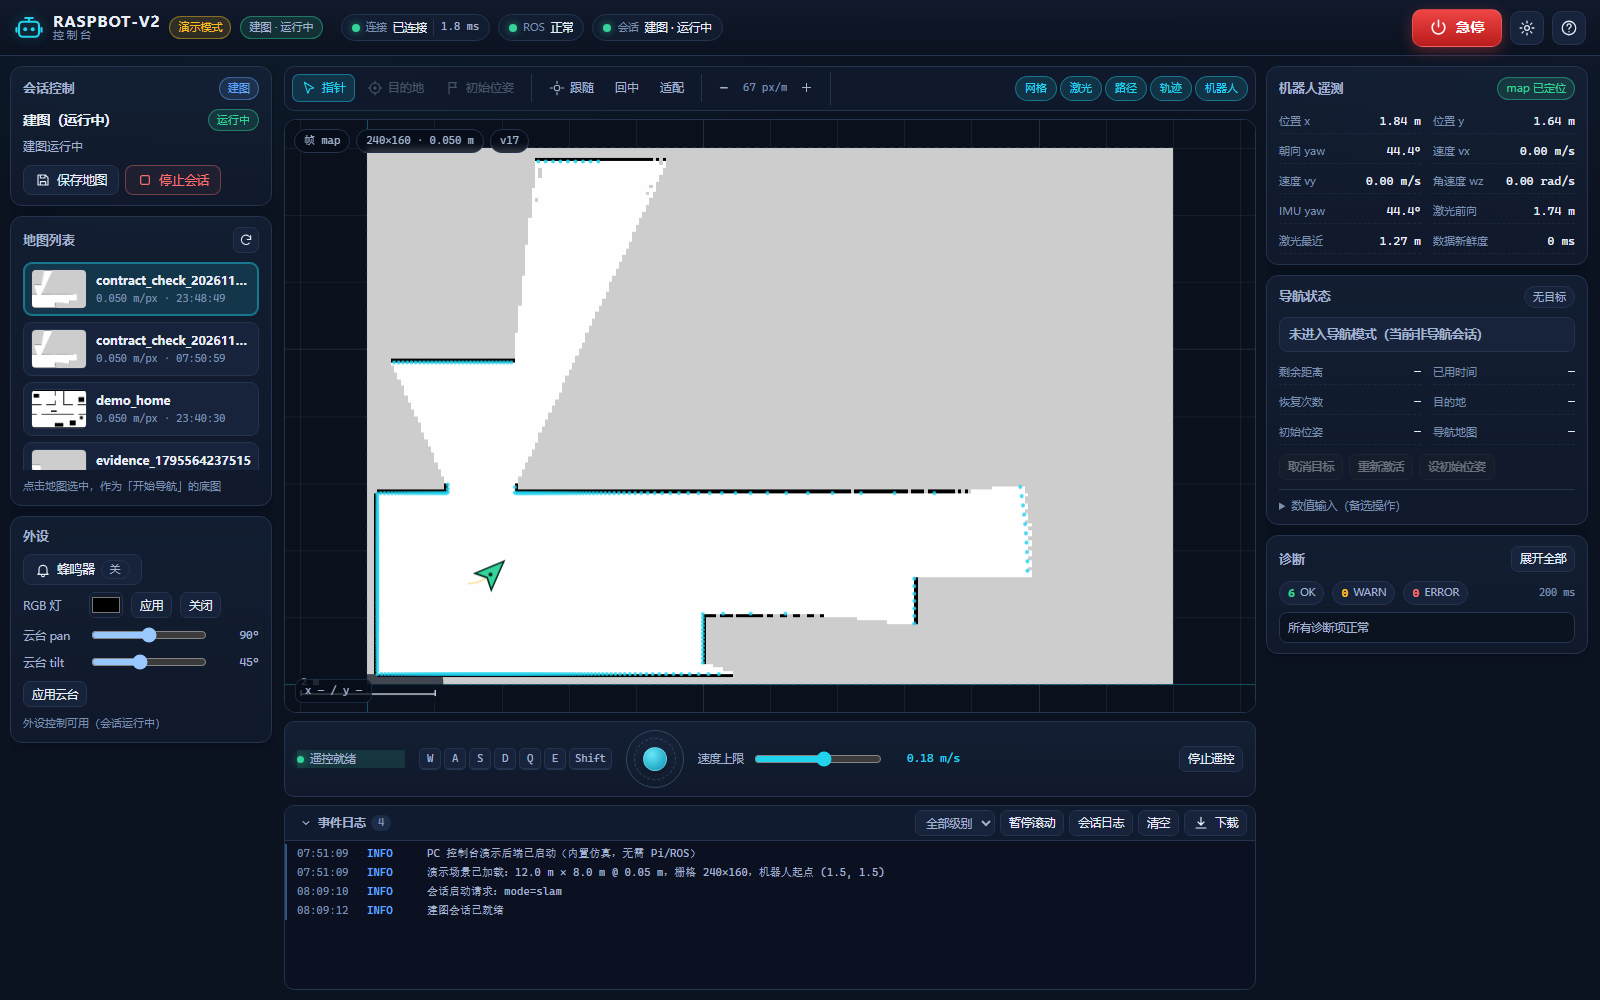 RASPBOT-V2
控制台
演示模式
建图 · 运行中
连接 已连接 1.8 ms
ROS 正常
会话 建图 · 运行中
急停
会话控制
建图
建图（运行中）
运行中
建图运行中
保存地图
停止会话
地图列表
contract_check_202611...
0.050 m/px · 23:48:49
contract_check_202611...
0.050 m/px · 07:50:59
demo_home
0.050 m/px · 23:40:30
evidence_1795564237515
点击地图选中，作为「开始导航」的底图
外设
蜂鸣器 关
RGB 灯 应用 关闭
云台 pan 90°
云台 tilt 45°
应用云台
外设控制可用（会话运行中）
指针 目的地 初始位姿 跟随 回中 适配 − 67 px/m +
网格 激光 路径 轨迹 机器人
帧 map
240×160 · 0.050 m
v17
2 m
x − / y −
遥控就绪
W A S D Q E Shift
速度上限 0.18 m/s
停止遥控
事件日志 4
全部级别 暂停滚动 会话日志 清空 下载
07:51:09 INFO PC 控制台演示后端已启动（内置仿真，无需 Pi/ROS）
07:51:09 INFO 演示场景已加载：12.0 m × 8.0 m @ 0.05 m，栅格 240×160，机器人起点 (1.5, 1.5)
08:09:10 INFO 会话启动请求：mode=slam
08:09:12 INFO 建图会话已就绪
机器人遥测
map 已定位
位置 x 1.84 m 位置 y 1.64 m
朝向 yaw 44.4° 速度 vx 0.00 m/s
速度 vy 0.00 m/s 角速度 wz 0.00 rad/s
IMU yaw 44.4° 激光前向 1.74 m
激光最近 1.27 m 数据新鲜度 0 ms
导航状态
无目标
未进入导航模式（当前非导航会话）
剩余距离 − 已用时间 −
恢复次数 − 目的地 −
初始位姿 − 导航地图 −
取消目标 重新激活 设初始位姿
数值输入（备选操作）
诊断
展开全部
6 OK 0 WARN 0 ERROR 200 ms
所有诊断项正常